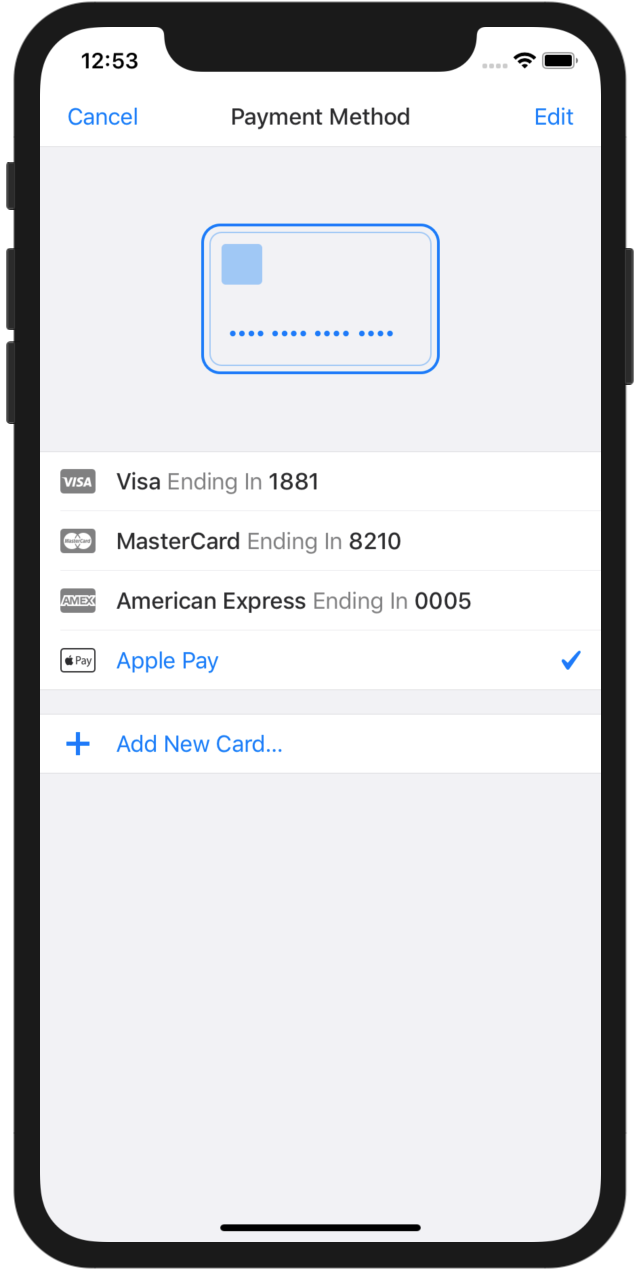 12:53
Cancel Payment Method Edit
VISA Visa Ending In 1881
MasterCard MasterCard Ending In 8210
AMEX American Express Ending In 0005
Pay Apple Pay
Add New Card...